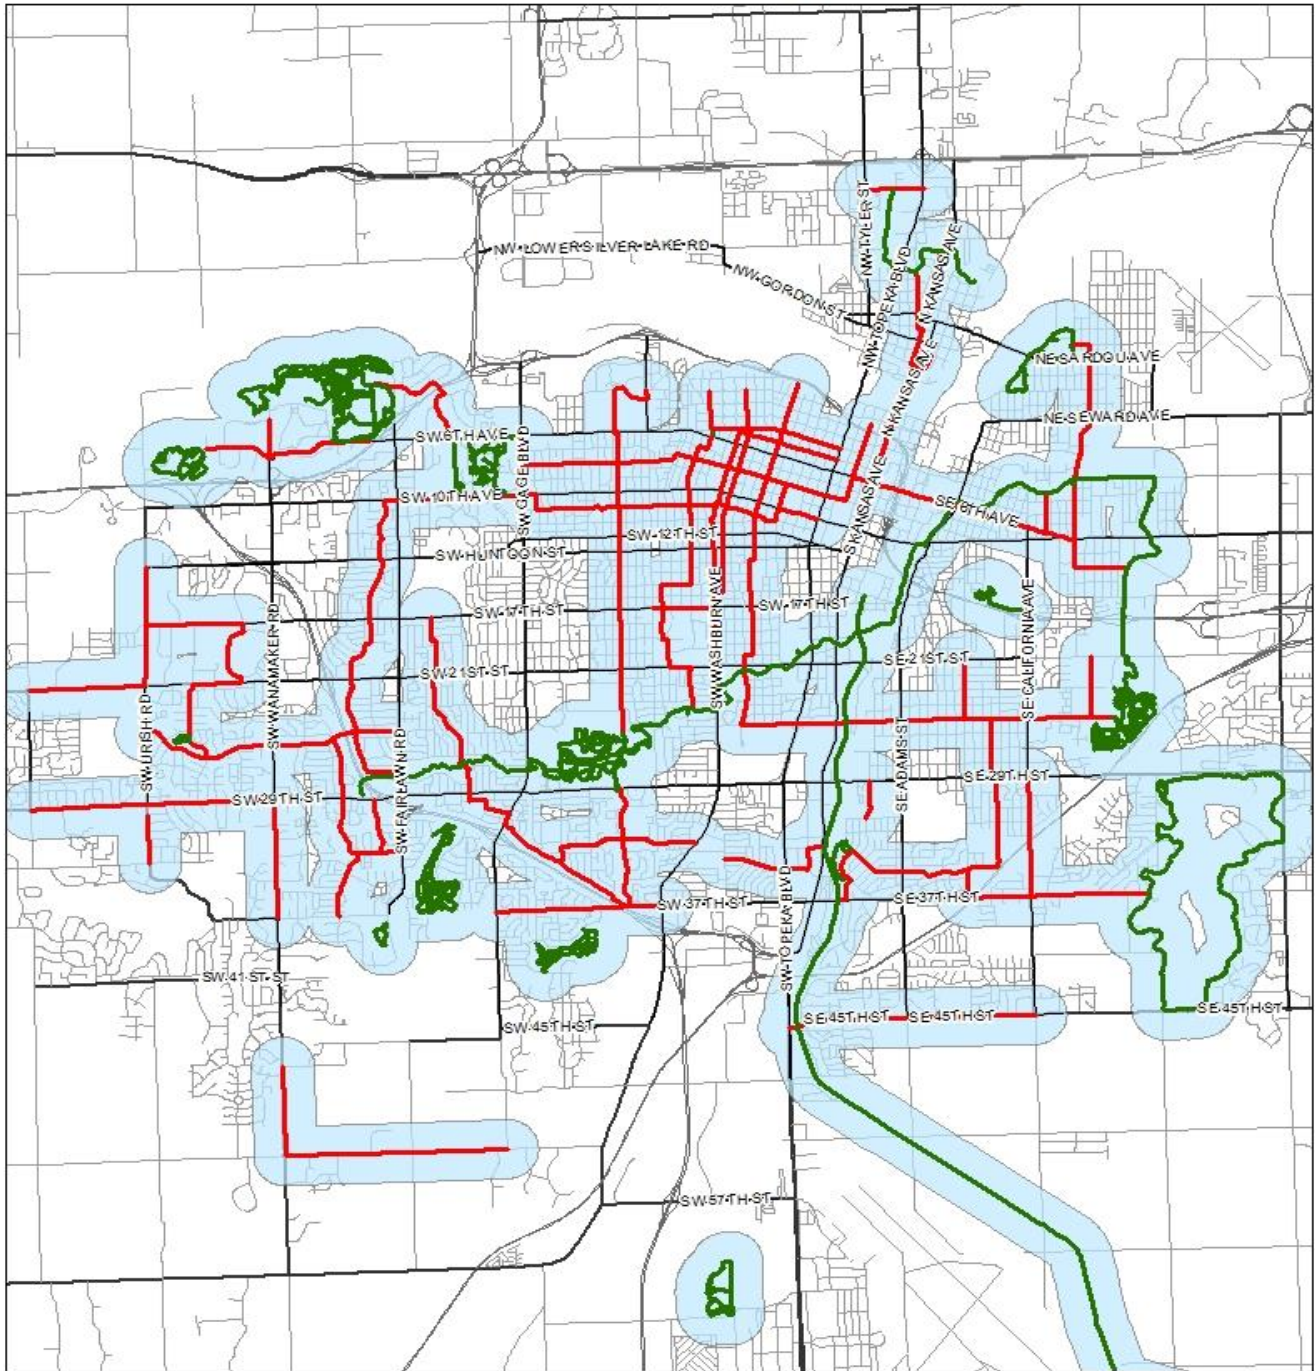 NW TYLER ST
NW LOWER SILVER LAKE RD
NW TOPEKA BLVD
N KANSAS AVE
NW GORDON ST
NW TOPEKA BLVD
N KANSAS AVE
NE SARDOU AVE
NE SEWARD AVE
SW 6TH AVE
SW GAGE BLVD
S KANSAS AVE
SW 10TH AVE
SE 6TH AVE
SW 12TH ST
SW HUNTOON ST
SW WASHBURN AVE
SE CALIFORNIA AVE
SW WANAMAKER RD
SW 17TH ST
SW 17TH ST
SW 21ST ST
SE 21ST ST
SW URISH RD
SW FAIRLAWN RD
SE ADAMS ST
SE 29TH ST
SW 29TH ST
SW TOPEKA BLVD
SW 37TH ST
SE 37TH ST
SW 41ST ST
SW 45TH ST
SE 45TH ST
SE 45TH ST
SE 45TH ST
SW 57TH ST